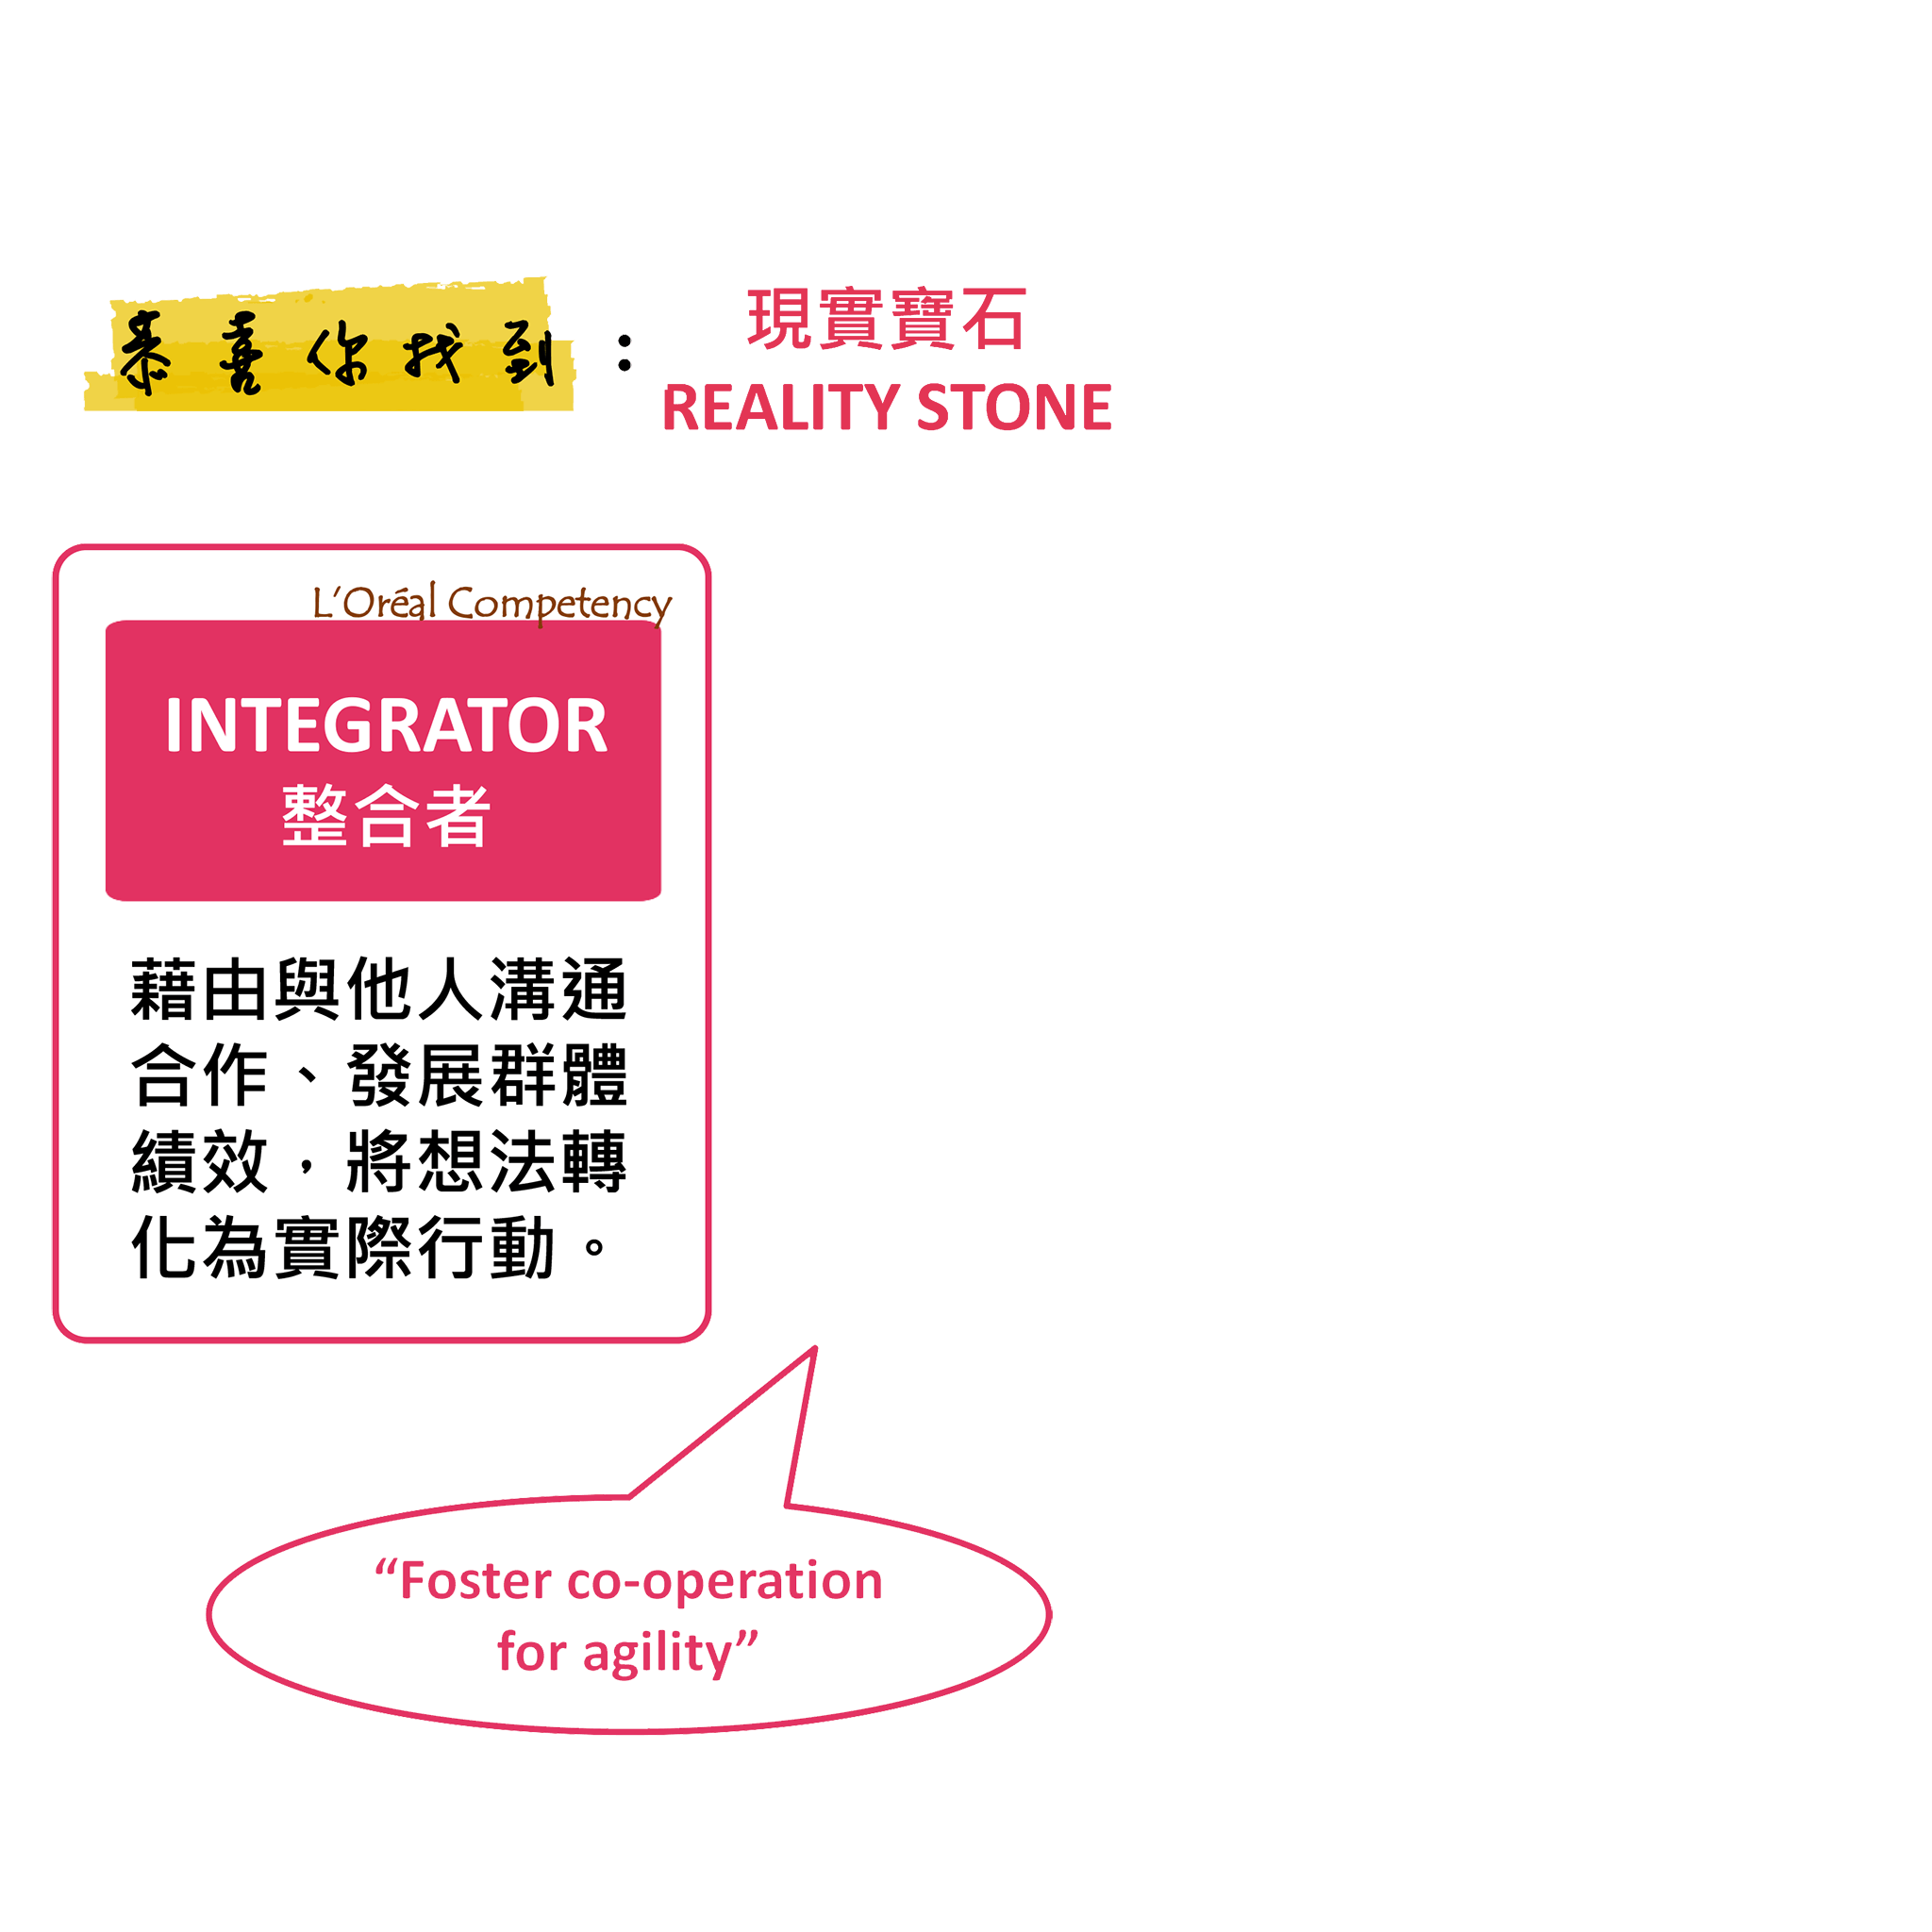 恭喜你找到：
現實寶石
REALITY STONE
L'Oréal Competency
INTEGRATOR
整合者
藉由與他人溝通
合作、發展群體
績效，將想法轉
化為實際行動。
“Foster co-operation
for agility”